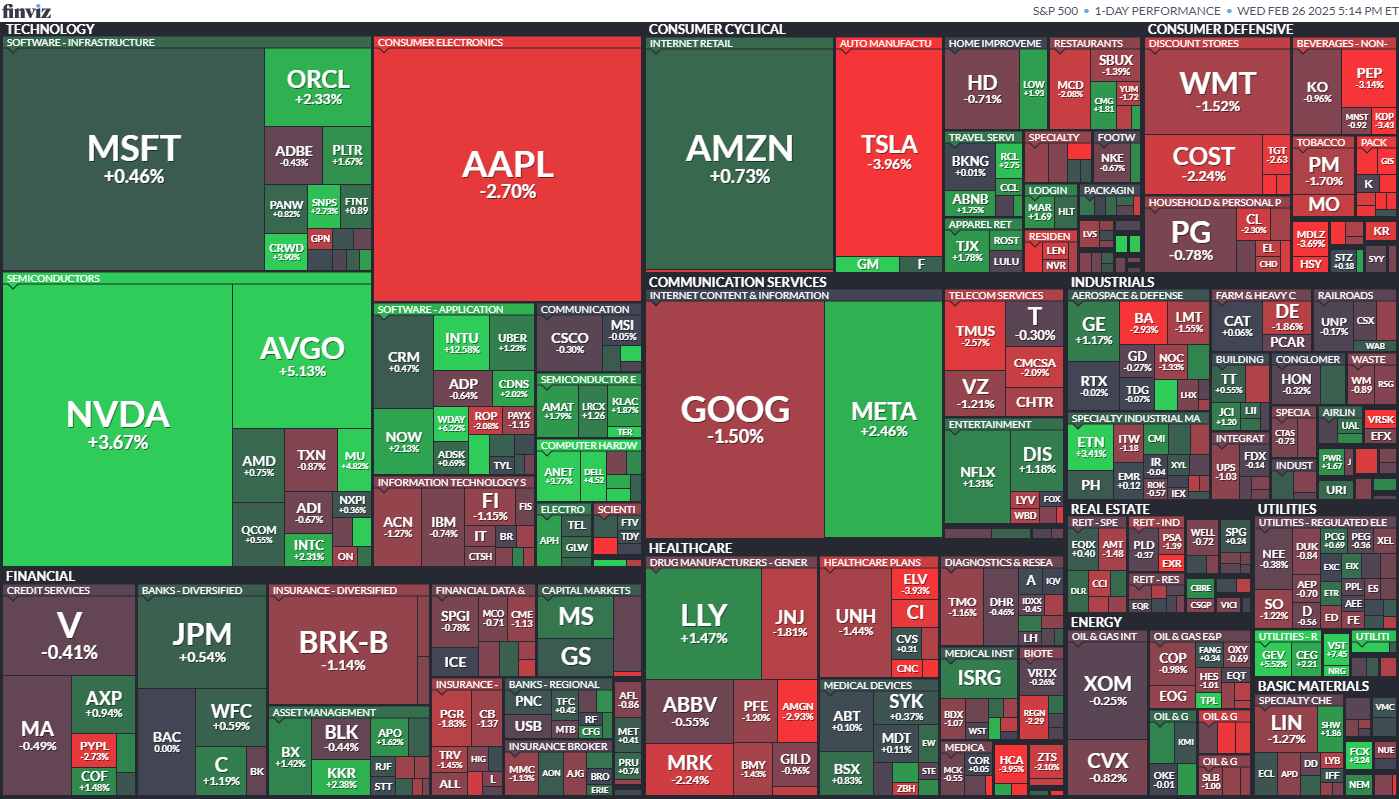 finviz
S&P 500 • 1-DAY PERFORMANCE • WED FEB 26 2025 5:14 PM ET
TECHNOLOGY
SOFTWARE - INFRASTRUCTURE
MSFT
+0.46%
ORCL
+2.33%
ADBE
-0.43%
PLTR
+1.67%
PANW
+0.82%
SNPS
+2.73%
FTNT
+0.89
CRWD
+3.90%
GPN
CONSUMER ELECTRONICS
AAPL
-2.70%
SEMICONDUCTORS
NVDA
+3.67%
AVGO
+5.13%
AMD
+0.75%
TXN
-0.87%
MU
+4.82%
QCOM
+0.55%
ADI
-0.67%
NXPI
+0.36%
INTC
+2.31%
ON
SOFTWARE - APPLICATION
CRM
+0.47%
INTU
+12.58%
UBER
+1.23%
ADP
-0.64%
CDNS
+2.02%
NOW
+2.13%
WDAY
+6.22%
ROP
-2.08%
PAYX
-1.15
ADSK
+0.69%
TYL
INFORMATION TECHNOLOGY S
ACN
-1.27%
IBM
-0.74%
FI
-1.15%
FIS
IT
BR
CTSH
COMMUNICATION
CSCO
-0.30%
MSI
-0.05%
SEMICONDUCTOR E
AMAT
+1.79%
LRCX
+1.26
KLAC
+1.87%
TER
COMPUTER HARDW
ANET
+3.77%
DELL
+4.52
ELECTRO
APH
TEL
GLW
SCIENTI
FTV
TDY
CONSUMER CYCLICAL
INTERNET RETAIL
AMZN
+0.73%
AUTO MANUFACTU
TSLA
-3.96%
GM
F
HOME IMPROVEME
HD
-0.71%
LOW
+1.93
RESTAURANTS
MCD
-2.08%
SBUX
-1.39%
CMG
+1.81
YUM
-1.72
TRAVEL SERVI
BKNG
+0.01%
RCL
+2.75
ABNB
+1.75%
CCL
SPECIALTY
FOOTW
NKE
-0.67%
LODGIN
MAR
+1.69
HLT
PACKAGIN
APPAREL RET
TJX
+1.78%
ROST
LULU
RESIDEN
LEN
NVR
LVS
CONSUMER DEFENSIVE
DISCOUNT STORES
WMT
-1.52%
COST
-2.24%
TGT
-2.63
BEVERAGES - NON-
KO
-0.96%
PEP
-3.14%
MNST
-0.92
KDP
-3.43
TOBACCO
PM
-1.70%
MO
PACK
GIS
K
HOUSEHOLD & PERSONAL P
PG
-0.78%
CL
-2.30%
EL
CHD
MDLZ
-3.69%
HSY
KR
STZ
+0.18
SYY
COMMUNICATION SERVICES
INTERNET CONTENT & INFORMATION
GOOG
-1.50%
META
+2.46%
TELECOM SERVICES
TMUS
-2.57%
T
-0.30%
VZ
-1.21%
CMCSA
-2.09%
CHTR
ENTERTAINMENT
NFLX
+1.31%
DIS
+1.18%
LYV
FOX
WBD
INDUSTRIALS
AEROSPACE & DEFENSE
GE
+1.17%
BA
-2.93%
LMT
-1.55%
RTX
-0.02%
GD
-0.27%
NOC
-1.33%
TDG
-0.07%
LHX
SPECIALTY INDUSTRIAL MA
ETN
+3.41%
ITW
-1.18
CMI
PH
EMR
+0.12
IR
-0.04
XYL
ROK
-0.57
IEX
FARM & HEAVY C
CAT
+0.06%
DE
-1.86%
PCAR
RAILROADS
UNP
-0.17%
CSX
WAB
BUILDING
TT
+0.55%
JCI
+1.20
LII
CONGLOMER
HON
-0.32%
WASTE
WM
-0.89
RSG
SPECIA
CTAS
-0.73
AIRLIN
UAL
VRSK
EFX
INTEGRAT
UPS
-1.03
FDX
-0.14
INDUST
PWR
+1.67
J
URI
FINANCIAL
CREDIT SERVICES
V
-0.41%
MA
-0.49%
AXP
+0.94%
PYPL
-2.73%
COF
+1.48%
BANKS - DIVERSIFIED
JPM
+0.54%
BAC
0.00%
WFC
+0.59%
C
+1.19%
BK
INSURANCE - DIVERSIFIED
BRK-B
-1.14%
ASSET MANAGEMENT
BX
+1.42%
BLK
-0.44%
APO
+1.62%
KKR
+2.38%
RJF
STT
FINANCIAL DATA &
SPGI
-0.78%
MCO
-0.71
CME
-1.13
ICE
CAPITAL MARKETS
MS
GS
INSURANCE -
PGR
-1.83%
CB
-1.37
TRV
-1.45%
HIG
ALL
L
BANKS - REGIONAL
PNC
TFC
+0.42
USB
MTB
RF
CFG
INSURANCE BROKER
MMC
-1.13%
AON
AJG
BRO
ERIE
AFL
-0.86
MET
+0.41
PRU
+0.74
HEALTHCARE
DRUG MANUFACTURERS - GENER
LLY
+1.47%
JNJ
-1.81%
ABBV
-0.55%
PFE
-1.20%
AMGN
-2.93%
MRK
-2.24%
BMY
-1.43%
GILD
-0.96%
HEALTHCARE PLANS
UNH
-1.44%
ELV
-3.93%
CI
CVS
+0.31
CNC
MEDICAL DEVICES
ABT
+0.10%
SYK
+0.37%
MDT
+0.11%
EW
BSX
+0.83%
STE
ZBH
DIAGNOSTICS & RESEA
TMO
-1.16%
DHR
-0.46%
A
IQV
IDXX
-0.45
LH
MEDICAL INST
ISRG
BDX
-1.07
WST
BIOTE
VRTX
-0.26%
REGN
-2.29
MEDICA
MCK
-0.55
COR
+0.05
HCA
-3.95%
ZTS
-2.10%
REAL ESTATE
REIT - SPE
EQIX
+0.40
AMT
-1.48
DLR
CCI
REIT - IND
PLD
-0.37
PSA
-1.39
EXR
REIT - RES
EQR
WELL
-0.72
SPG
+0.24
CBRE
CSGP
VICI
UTILITIES
UTILITIES - REGULATED ELE
NEE
-0.38%
DUK
-0.84
PCG
+0.69
PEG
-0.36
XEL
SO
-1.22%
AEP
-0.70
EXC
EIX
D
-0.56
ETR
PPL
ES
AEE
ED
FE
UTILITIES - R
GEV
+5.52%
CEG
+2.21
VST
+7.45
NRG
UTILITI
ENERGY
OIL & GAS INT
XOM
-0.25%
CVX
-0.82%
OIL & GAS E&P
COP
-0.98%
FANG
+0.34
OXY
-0.69
EOG
HES
-1.01
EQT
TPL
OIL & G
KMI
OKE
-0.01
OIL & G
OIL & G
SLB
-1.00
BASIC MATERIALS
SPECIALTY CHE
LIN
-1.27%
SHW
+1.86
ECL
APD
DD
LYB
IFF
VMC
FCX
+3.24
NUE
NEM